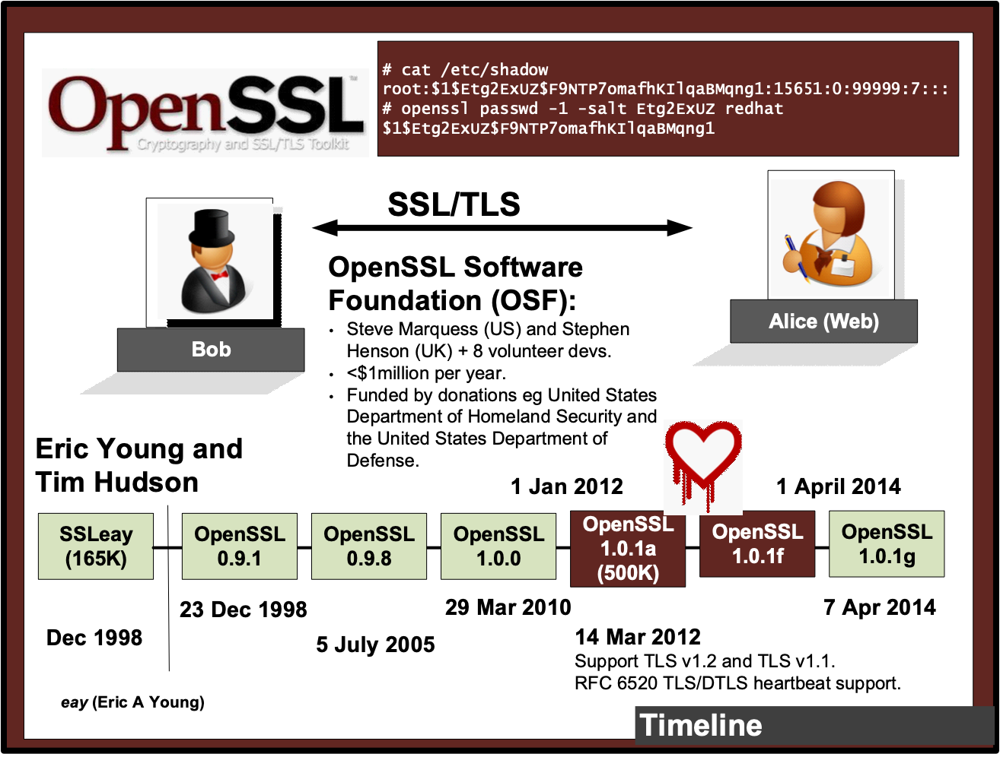 OpenSSL™
Cryptography and SSL/TLS Toolkit
# cat /etc/shadow
root:$1$Etg2ExUZ$F9NTP7omafhKIlqaBMqng1:15651:0:99999:7:::
# openssl passwd -1 -salt Etg2ExUZ redhat
$1$Etg2ExUZ$F9NTP7omafhKIlqaBMqng1
SSL/TLS
Bob
Alice (Web)
OpenSSL Software
Foundation (OSF):
• Steve Marquess (US) and Stephen
Henson (UK) + 8 volunteer devs.
• <$1million per year.
• Funded by donations eg United States
Department of Homeland Security and
the United States Department of
Defense.
Eric Young and
Tim Hudson
1 Jan 2012
1 April 2014
SSLeay
(165K)
OpenSSL
0.9.1
OpenSSL
0.9.8
OpenSSL
1.0.0
OpenSSL
1.0.1a
(500K)
OpenSSL
1.0.1f
OpenSSL
1.0.1g
Dec 1998
23 Dec 1998
5 July 2005
29 Mar 2010
14 Mar 2012
Support TLS v1.2 and TLS v1.1.
RFC 6520 TLS/DTLS heartbeat support.
7 Apr 2014
eay (Eric A Young)
Timeline